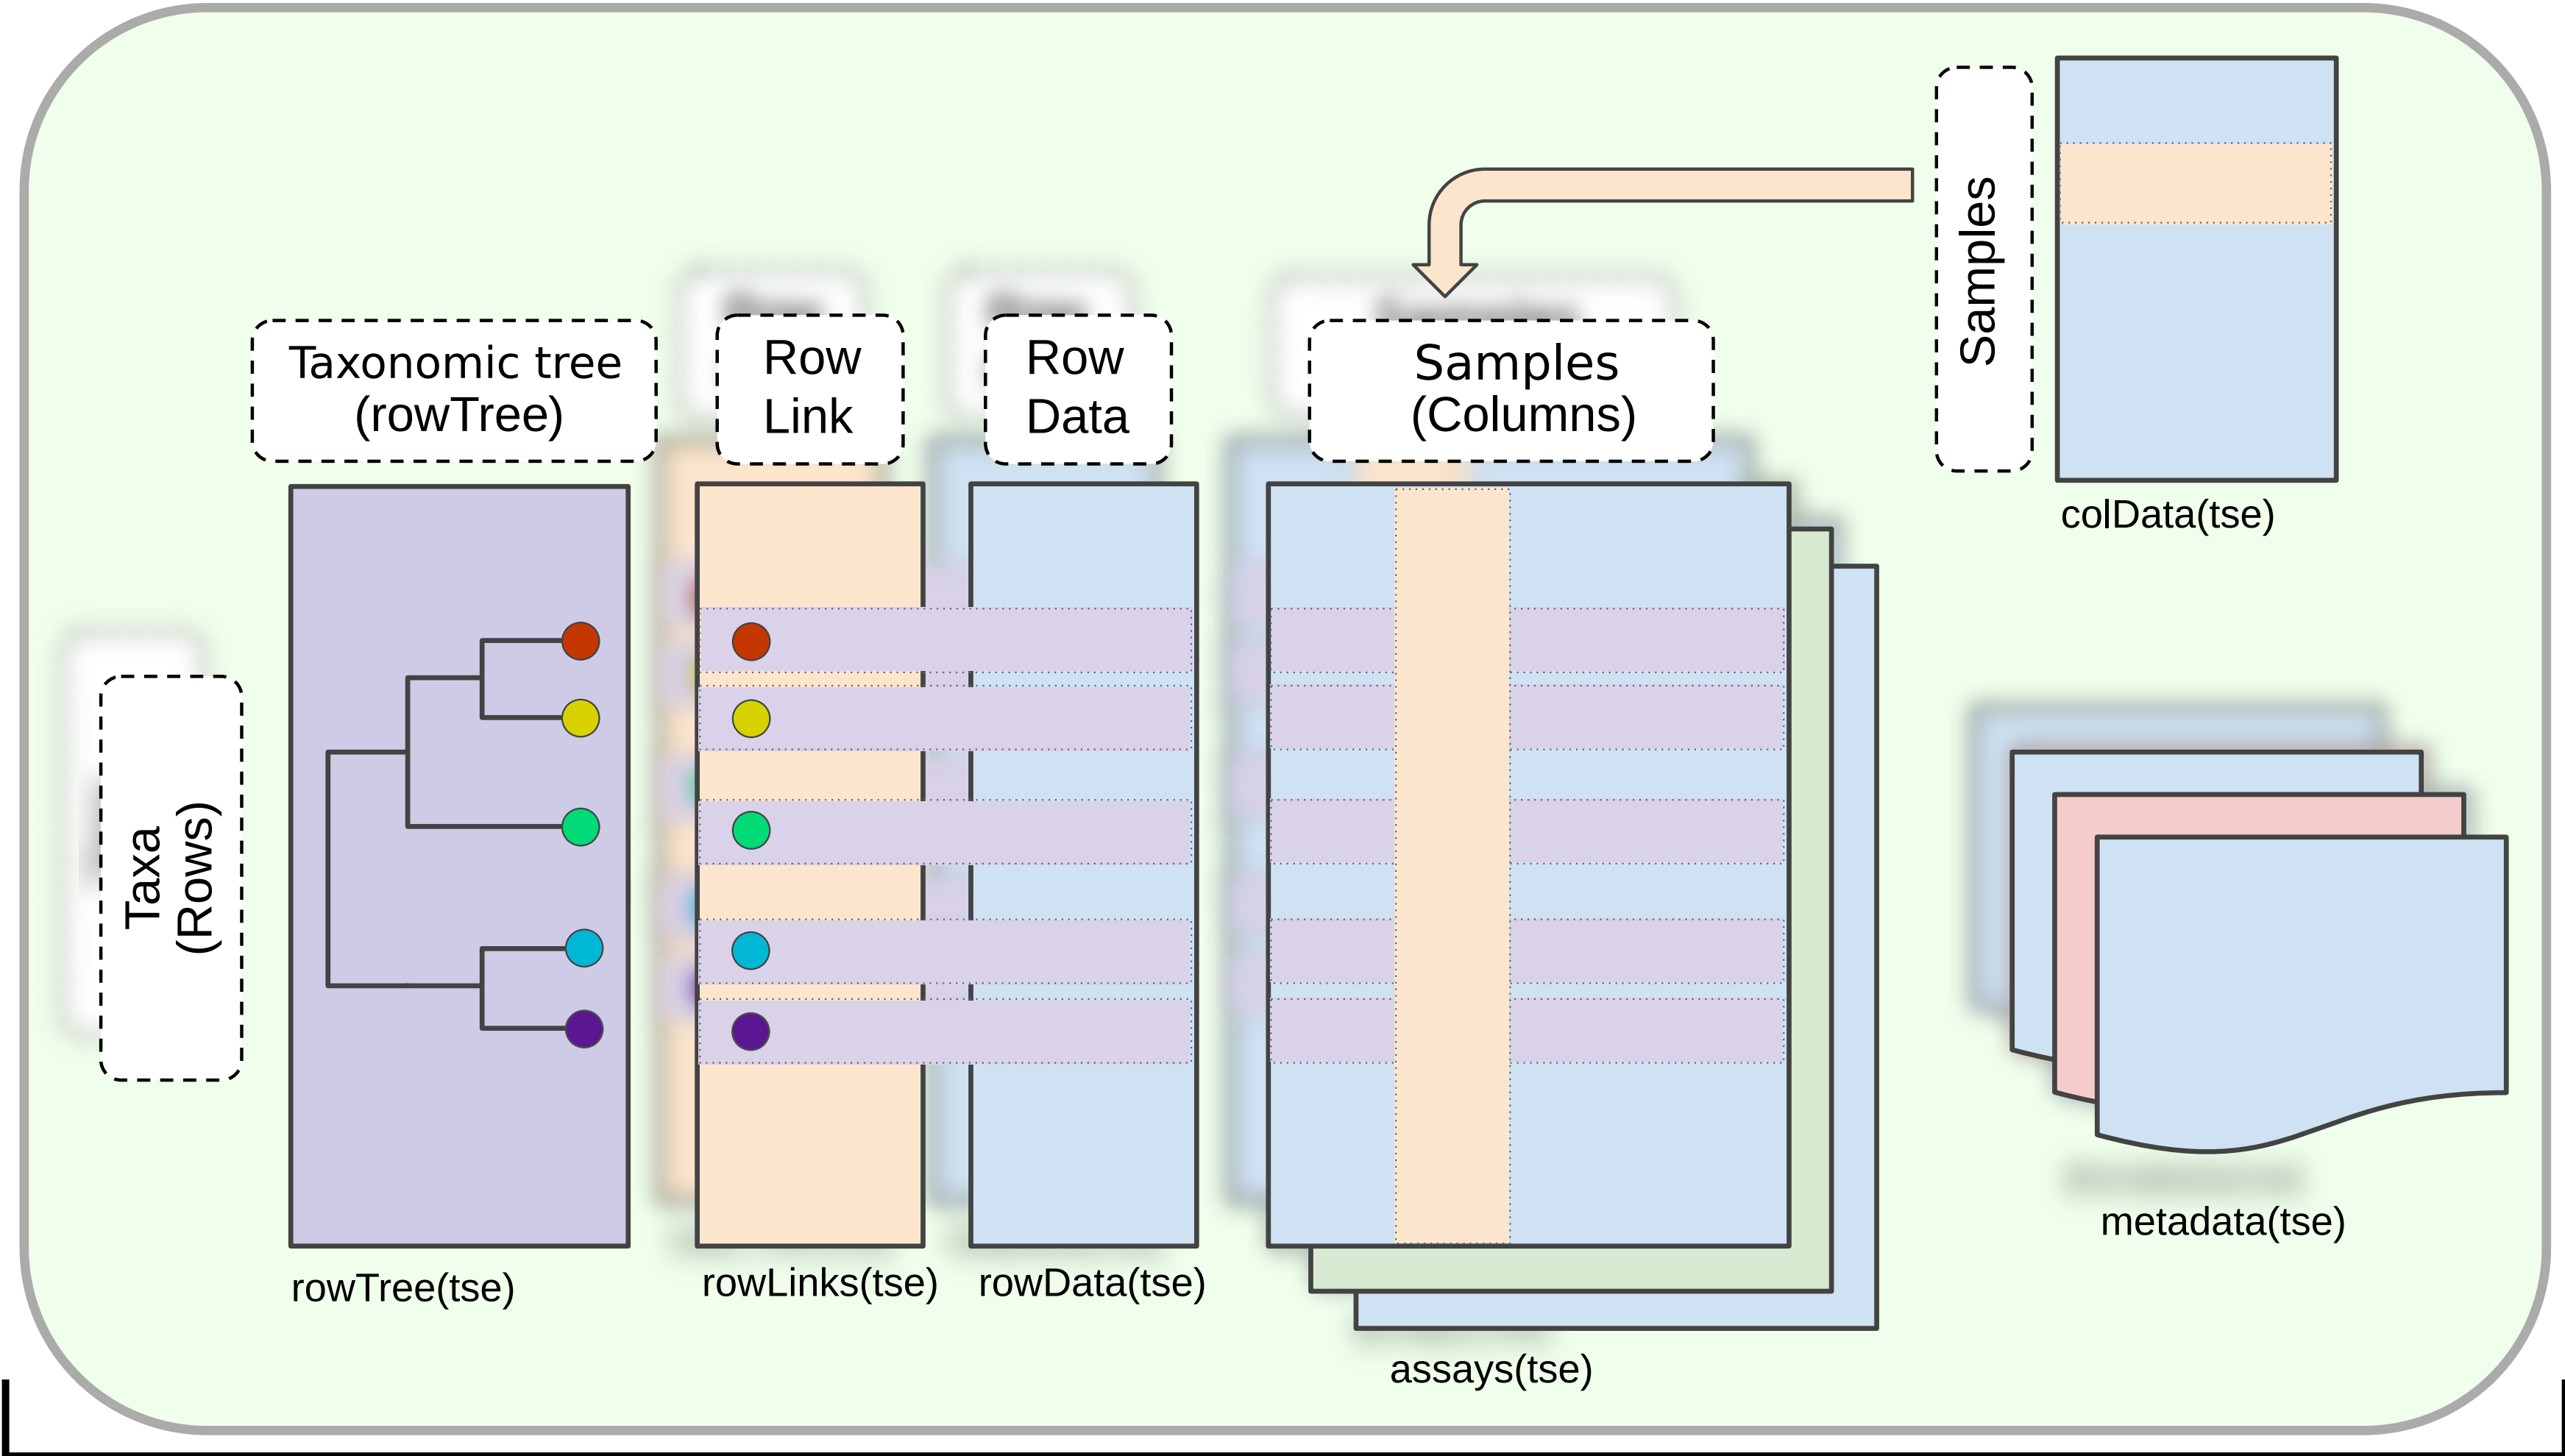 Samples
colData(tse)
Taxonomic tree
(rowTree)
Row
Link
Row
Data
Samples
(Columns)
Taxa
(Rows)
rowTree(tse)
rowLinks(tse)
rowData(tse)
assays(tse)
metadata(tse)